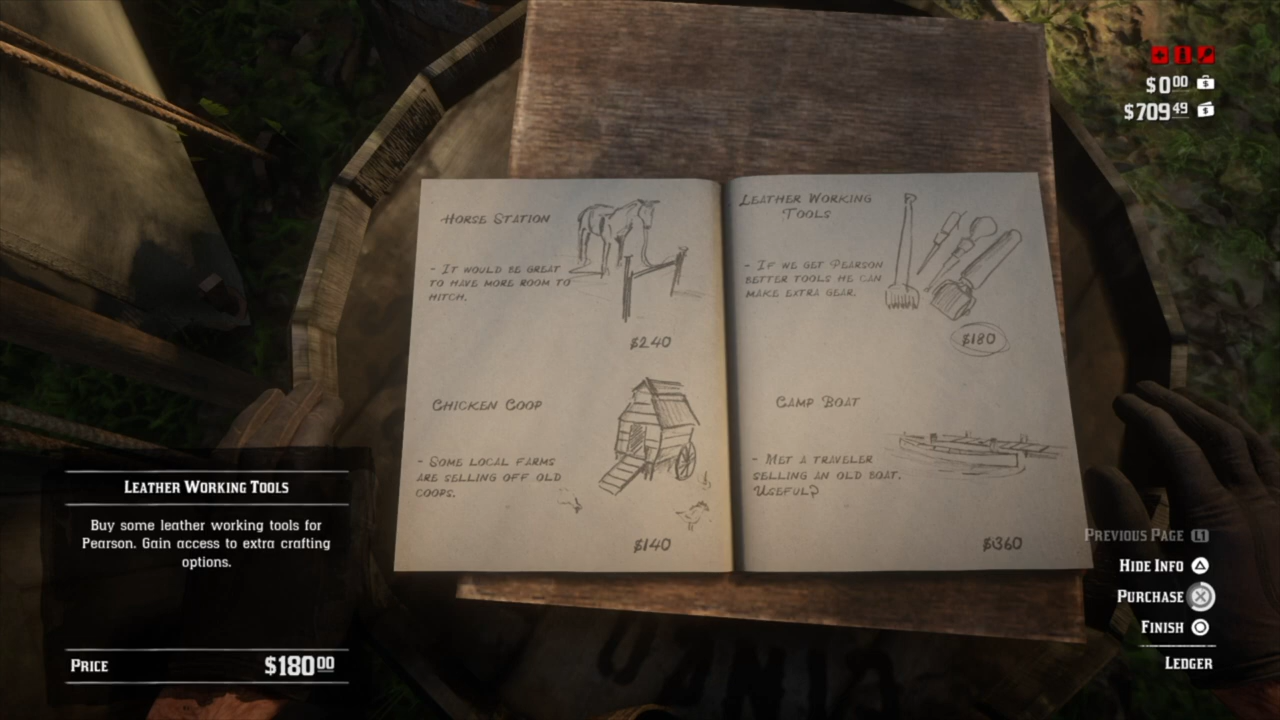 $0.00
$709.49
HORSE STATION
- IT WOULD BE GREAT
TO HAVE MORE ROOM TO
HITCH.
$240
CHICKEN COOP
- SOME LOCAL FARMS
ARE SELLING OFF OLD
COOPS.
$140
LEATHER WORKING
TOOLS
- IF WE GET PEARSON
BETTER TOOLS HE CAN
MAKE EXTRA GEAR.
$180
CAMP BOAT
- MET A TRAVELER
SELLING AN OLD BOAT.
USEFUL?
$360
LEATHER WORKING TOOLS
Buy some leather working tools for
Pearson. Gain access to extra crafting
options.
PRICE $180.00
PREVIOUS PAGE L1
HIDE INFO
PURCHASE
FINISH
LEDGER